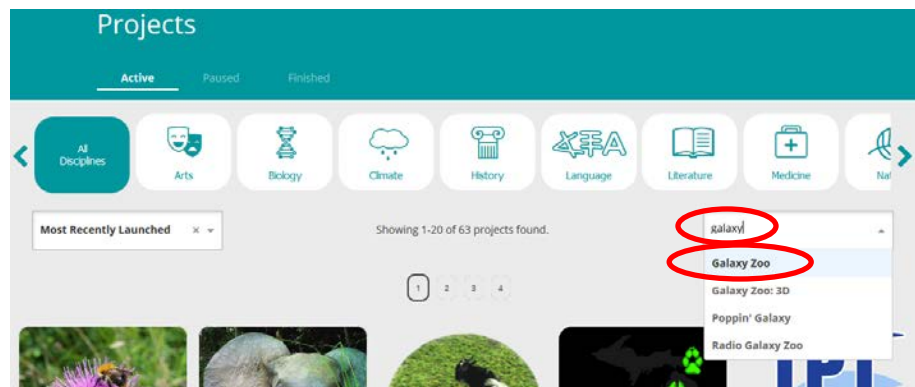 Projects
Active Paused Finished
All Disciplines
Arts
Biology
Climate
History
Language
Literature
Medicine
Most Recently Launched × Showing 1-20 of 63 projects found. galaxy
Galaxy Zoo
1 2 3 4
Galaxy Zoo: 3D
Poppin' Galaxy
Radio Galaxy Zoo